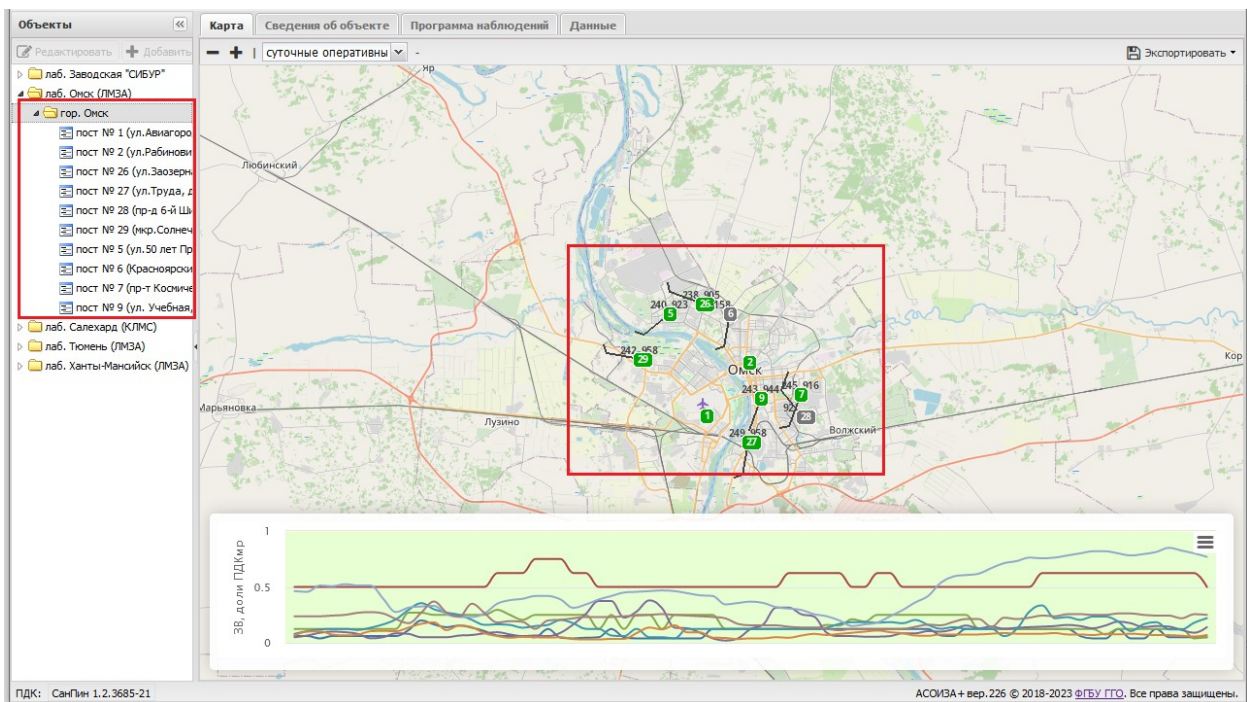 Объекты
Карта Сведения об объекте Программа наблюдений Данные
Редактировать Добавить
суточные оперативны -
Экспортировать
лаб. Заводская "СИБУР"
лаб. Омск (ЛМЗА)
гор. Омск
пост № 1 (ул.Авиагоро
пост № 2 (ул.Рабинови
пост № 26 (ул.Заозерн
пост № 27 (ул.Труда, д
пост № 28 (пр-д 6-й Ши
пост № 29 (мкр.Солнеч
пост № 5 (ул.50 лет Пр
пост № 6 (Красноярски
пост № 7 (пр-т Космиче
пост № 9 (ул. Учебная,
лаб. Салехард (КЛМС)
лаб. Тюмень (ЛМЗА)
лаб. Ханты-Мансийск (ЛМЗА)
Яр
Любинский
238 905
240 923 26 158
5 6
242 958
29 2
Омск
Кор
243 944 245 916
9 7
Марьяновка
1 28
Лузино
249 958
27
Волжский
1
0.5
0
ЗВ, доли ПДКмр
ПДК: СанПин 1.2.3685-21
АСОИЗА+ вер.226 © 2018-2023 ФГБУ ГГО. Все права защищены.